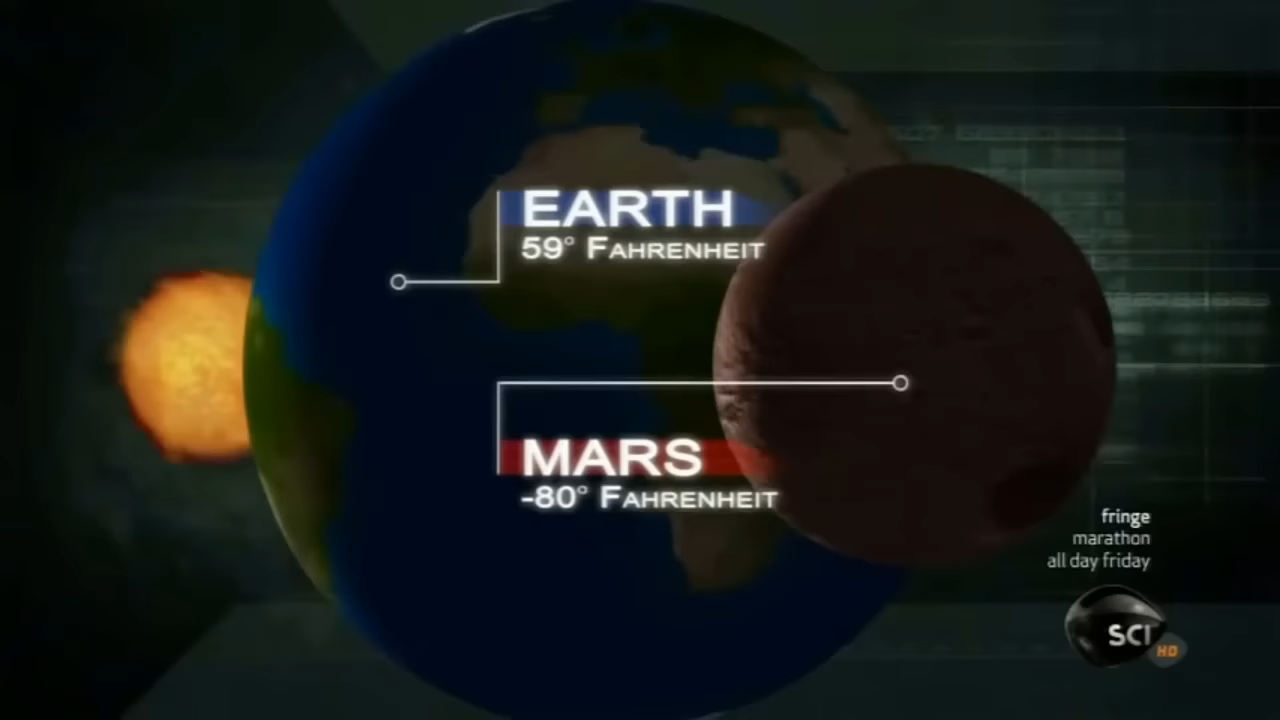 EARTH
59° FAHRENHEIT
MARS
-80° FAHRENHEIT
fringe
marathon
all day friday
SCI
HD